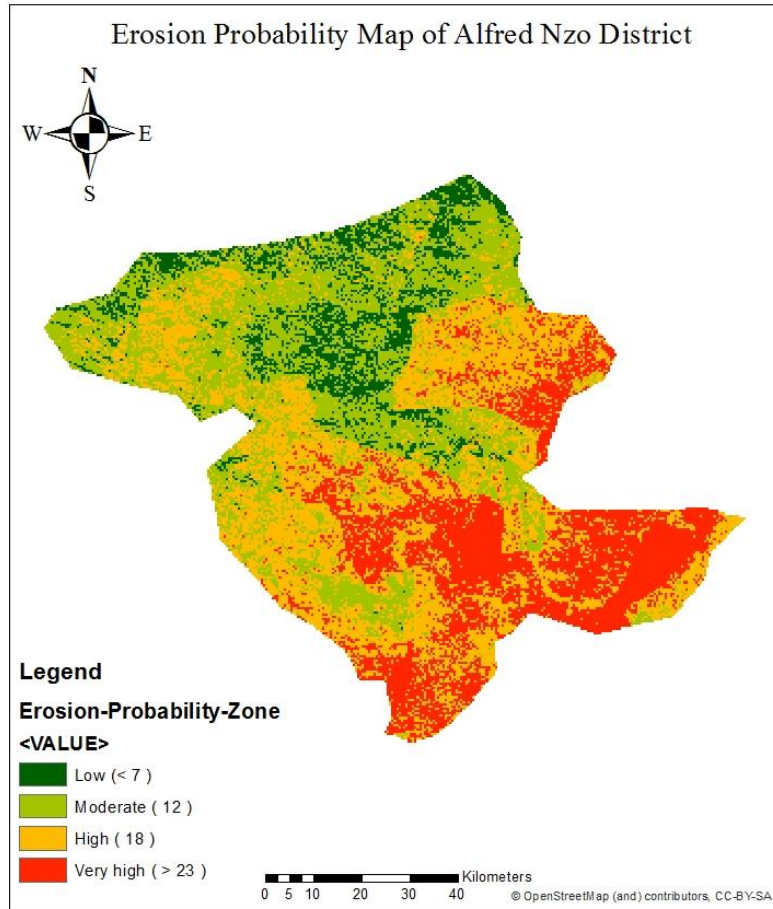 Erosion Probability Map of Alfred Nzo District
N
W E
S
Legend
Erosion-Probability-Zone
<VALUE>
Low (< 7 )
Moderate ( 12 )
High ( 18 )
Very high ( > 23 )
Kilometers
0 5 10 20 30 40
© OpenStreetMap (and) contributors, CC-BY-SA